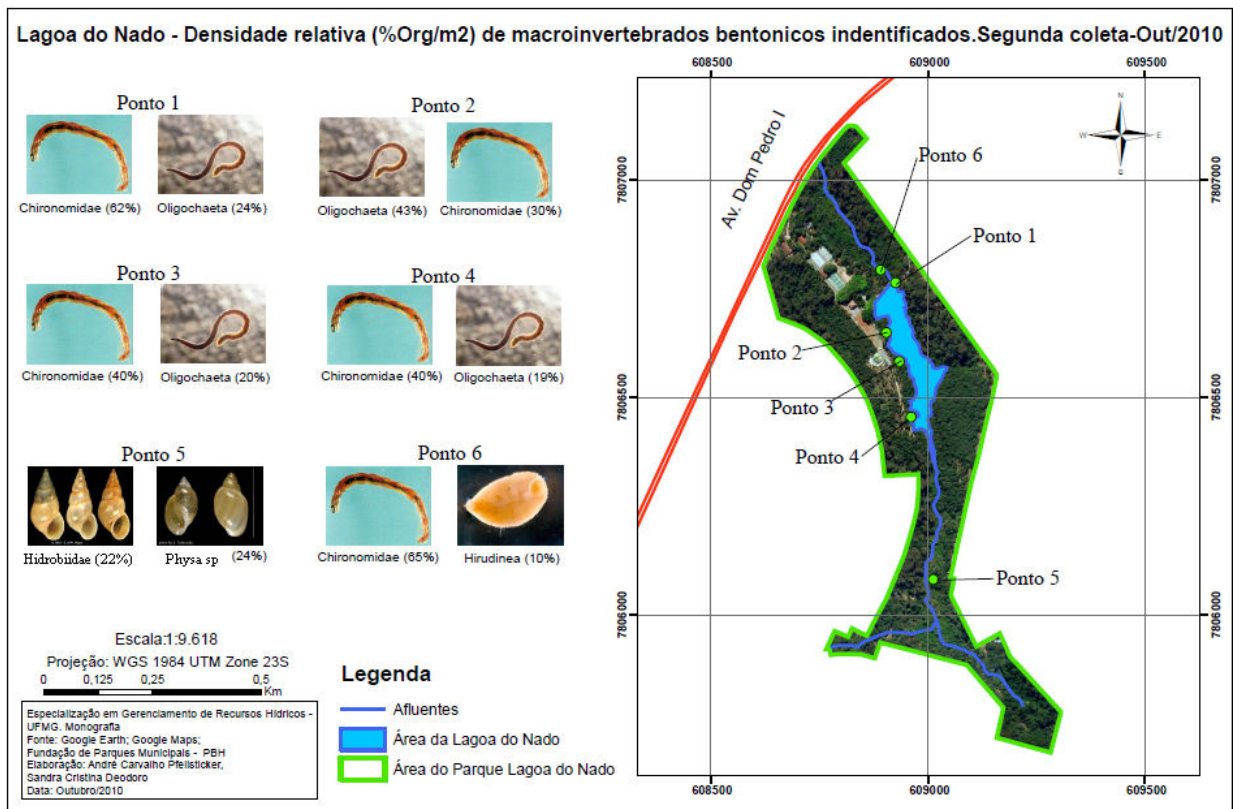 Lagoa do Nado - Densidade relativa (%Org/m2) de macroinvertebrados bentonicos indentificados.Segunda coleta-Out/2010
Ponto 1
Chironomidae (62%)
Oligochaeta (24%)
Ponto 2
Oligochaeta (43%)
Chironomidae (30%)
Ponto 3
Chironomidae (40%)
Oligochaeta (20%)
Ponto 4
Chironomidae (40%)
Oligochaeta (19%)
Ponto 5
Hidrobiidae (22%)
Physa sp (24%)
Ponto 6
Chironomidae (65%)
Hirudinea (10%)
Escala:1:9.618
Projeção: WGS 1984 UTM Zone 23S
0 0,125 0,25 0,5
Km
Especialização em Gerenciamento de Recursos Hídricos -
UFMG. Monografia
Fonte: Google Earth; Google Maps;
Fundação de Parques Municipais - PBH
Elaboração: André Carvalho Pfeilsticker,
Sandra Cristina Deodoro
Data: Outubro/2010
Legenda
Afluentes
Área da Lagoa do Nado
Área do Parque Lagoa do Nado
608500 609000 609500
7807000 7807000
7806500 7806500
7806000 7806000
608500 609000 609500
N
W E
S
Av. Dom Pedro I
Ponto 6
Ponto 1
Ponto 2
Ponto 3
Ponto 4
Ponto 5